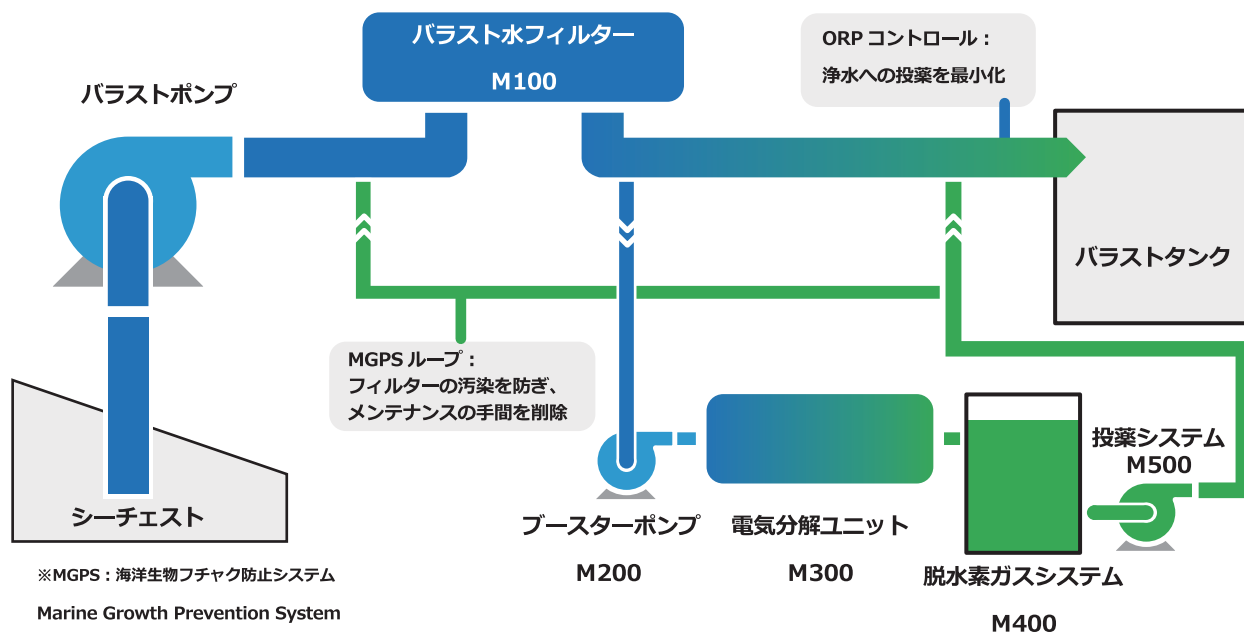 バラスト水フィルター
M100
ORP コントロール：
浄水への投薬を最小化
バラストポンプ
バラストタンク
MGPS ループ：
フィルターの汚染を防ぎ、
メンテナンスの手間を削除
投薬システム
M500
シーチェスト
ブースターポンプ
M200
電気分解ユニット
M300
脱水素ガスシステム
M400
※MGPS：海洋生物フチャク防止システム
Marine Growth Prevention System